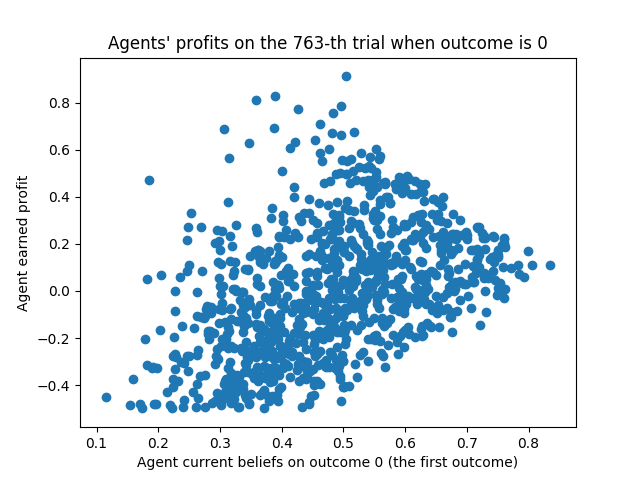 Agents' profits on the 763-th trial when outcome is 0
Agent earned profit
0.8
0.6
0.4
0.2
0.0
−0.2
−0.4
0.1 0.2 0.3 0.4 0.5 0.6 0.7 0.8
Agent current beliefs on outcome 0 (the first outcome)